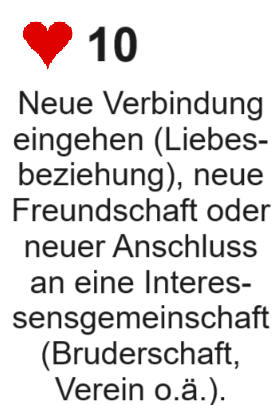 10
Neue Verbindung
eingehen (Liebes-
beziehung), neue
Freundschaft oder
neuer Anschluss
an eine Interes-
sensgemeinschaft
(Bruderschaft,
Verein o.ä.).